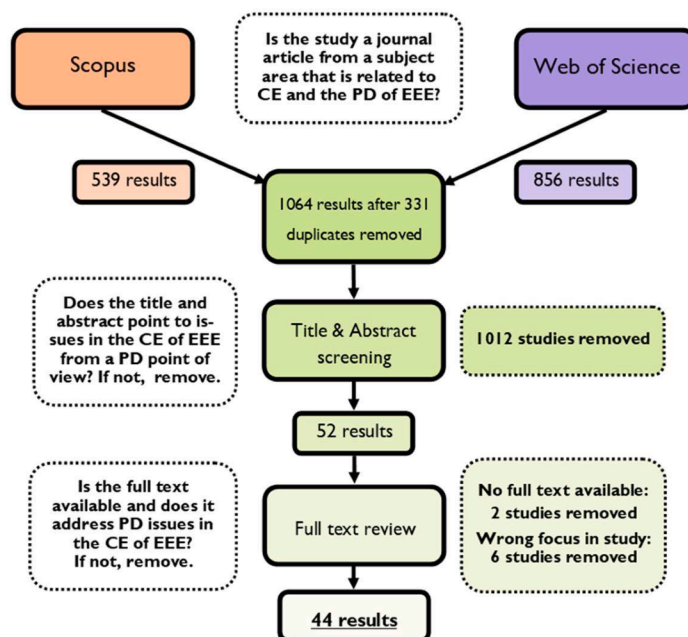 Scopus
Is the study a journal
article from a subject
area that is related to
CE and the PD of EEE?
Web of Science
539 results
856 results
1064 results after 331
duplicates removed
Does the title and
abstract point to is-
sues in the CE of EEE
from a PD point of
view? If not, remove.
Title & Abstract
screening
1012 studies removed
52 results
Is the full text
available and does it
address PD issues in
the CE of EEE?
If not, remove.
Full text review
No full text available:
2 studies removed
Wrong focus in study:
6 studies removed
44 results